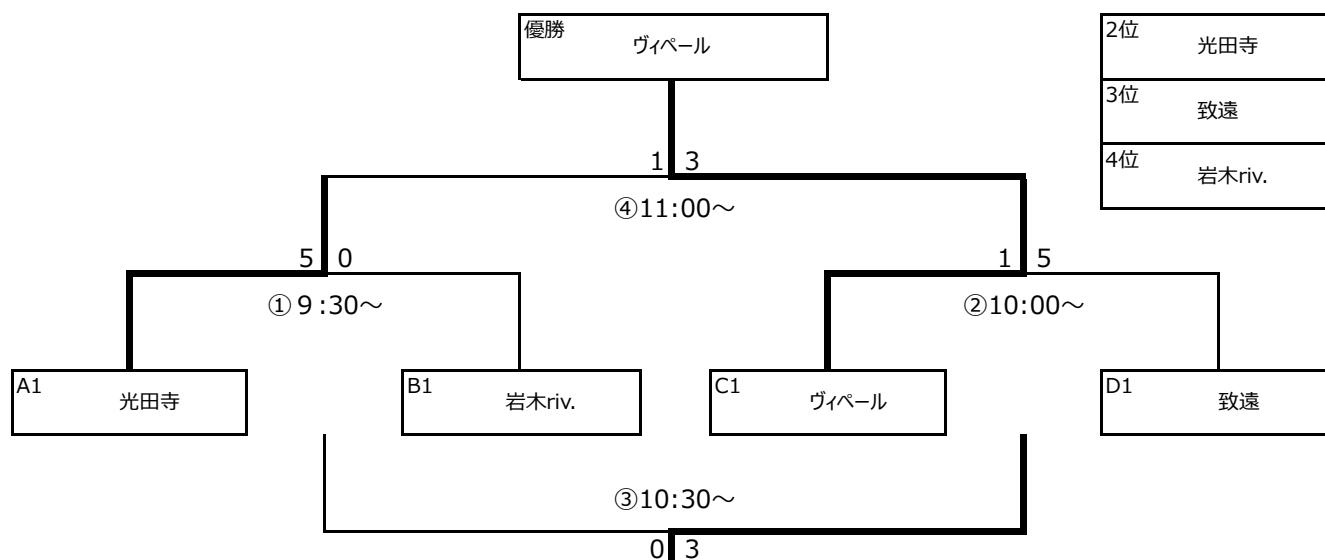 優勝
ヴィペール
2位
光田寺
3位
致遠
4位
岩木riv.
1 3
④11:00～
5 0
①９:30～
1 5
②10:00～
A1
光田寺
B1
岩木riv.
C1
ヴィペール
D1
致遠
③10:30～
0 3